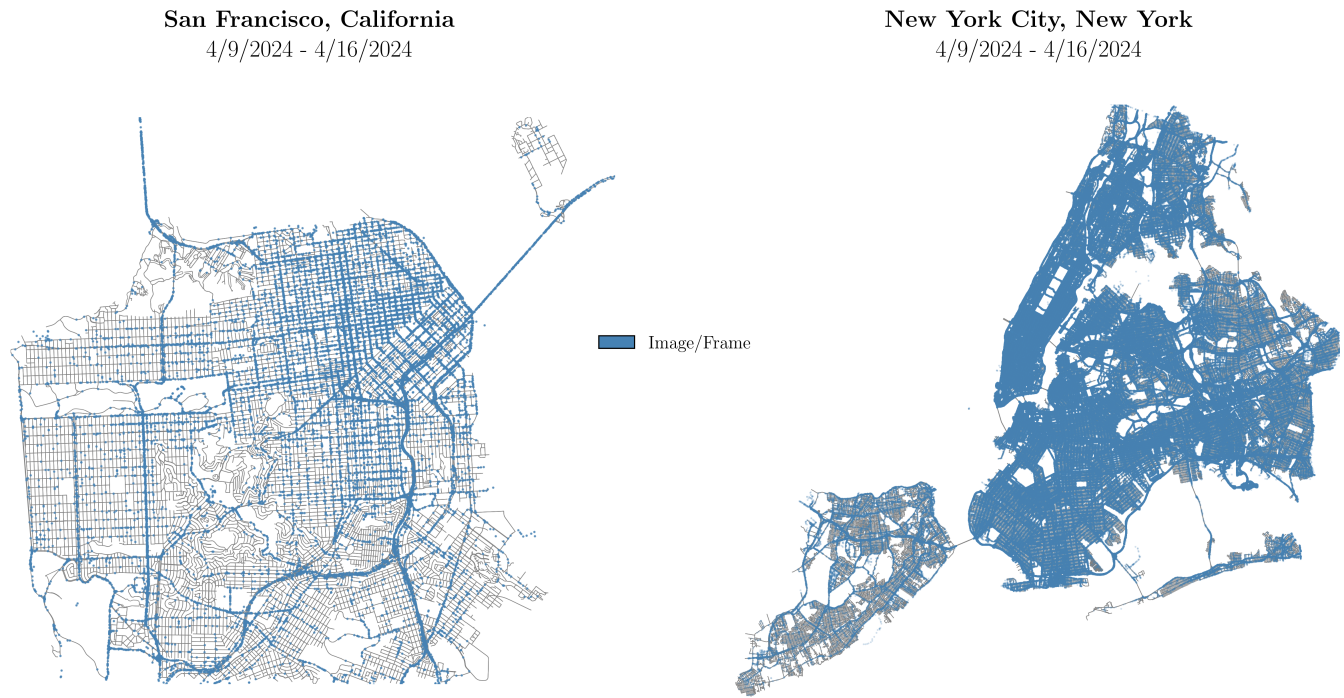 San Francisco, California
4/9/2024 - 4/16/2024
New York City, New York
4/9/2024 - 4/16/2024
Image/Frame